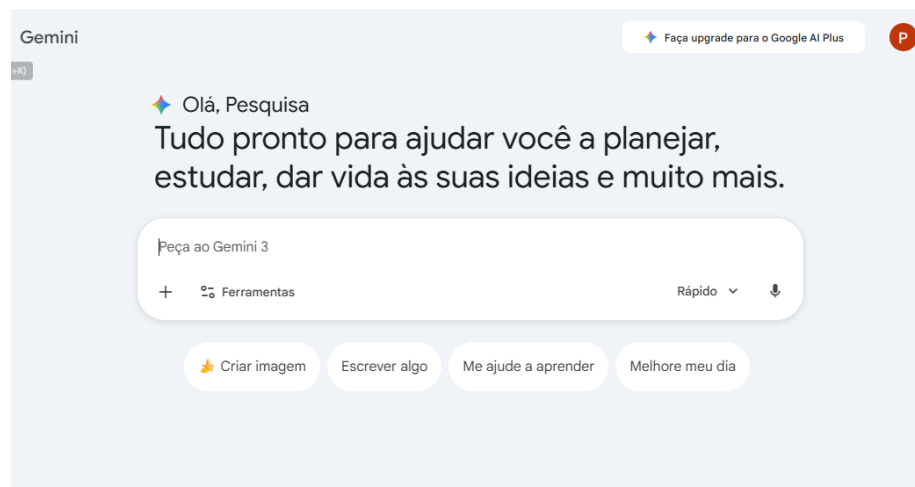 Gemini
Faça upgrade para o Google AI Plus
P
+K)
Olá, Pesquisa
Tudo pronto para ajudar você a planejar,
estudar, dar vida às suas ideias e muito mais.
Peça ao Gemini 3
Ferramentas
Rápido
Criar imagem
Escrever algo
Me ajude a aprender
Melhore meu dia